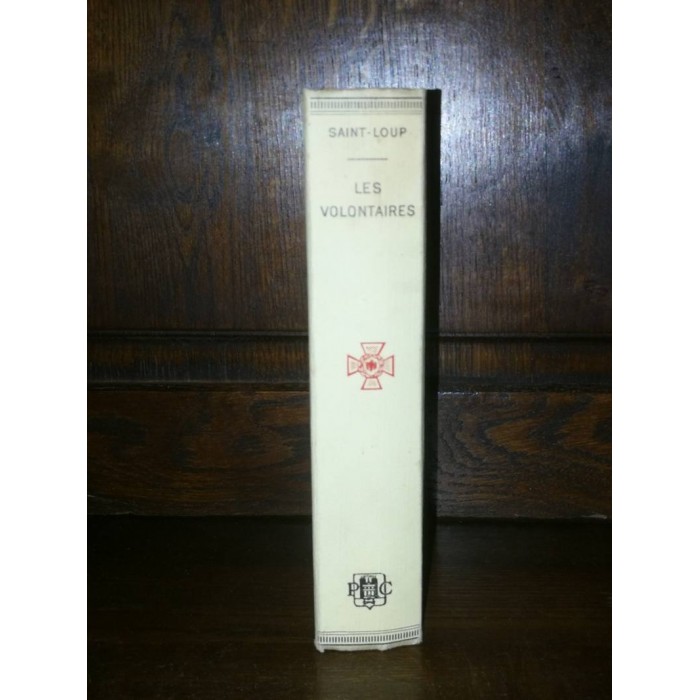 SAINT-LOUP
LES
VOLONTAIRES
P C